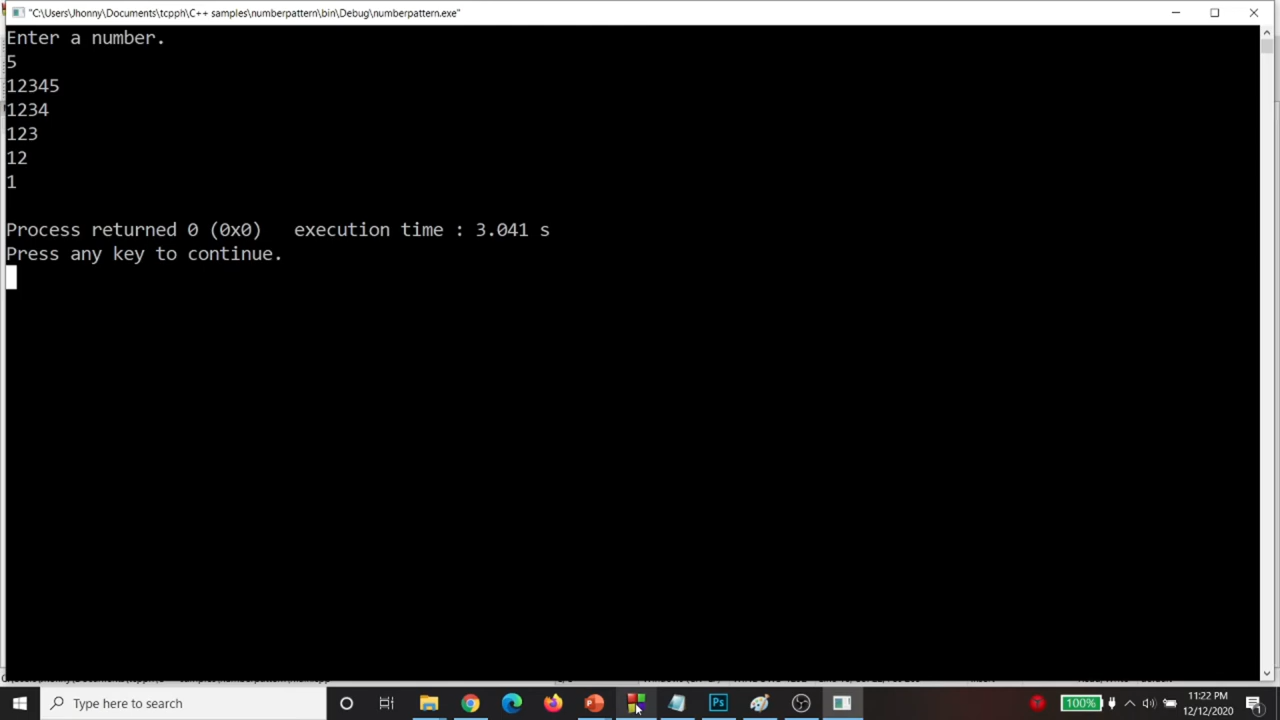 "C:\Users\Jhonny\Documents\tcpph\C++ samples\numberpattern\bin\Debug\numberpattern.exe"
Enter a number.
5
12345
1234
123
12
1
Process returned 0 (0x0)   execution time : 3.041 s
Press any key to continue.
Type here to search
Ps
100%
11:22 PM
12/12/2020
1